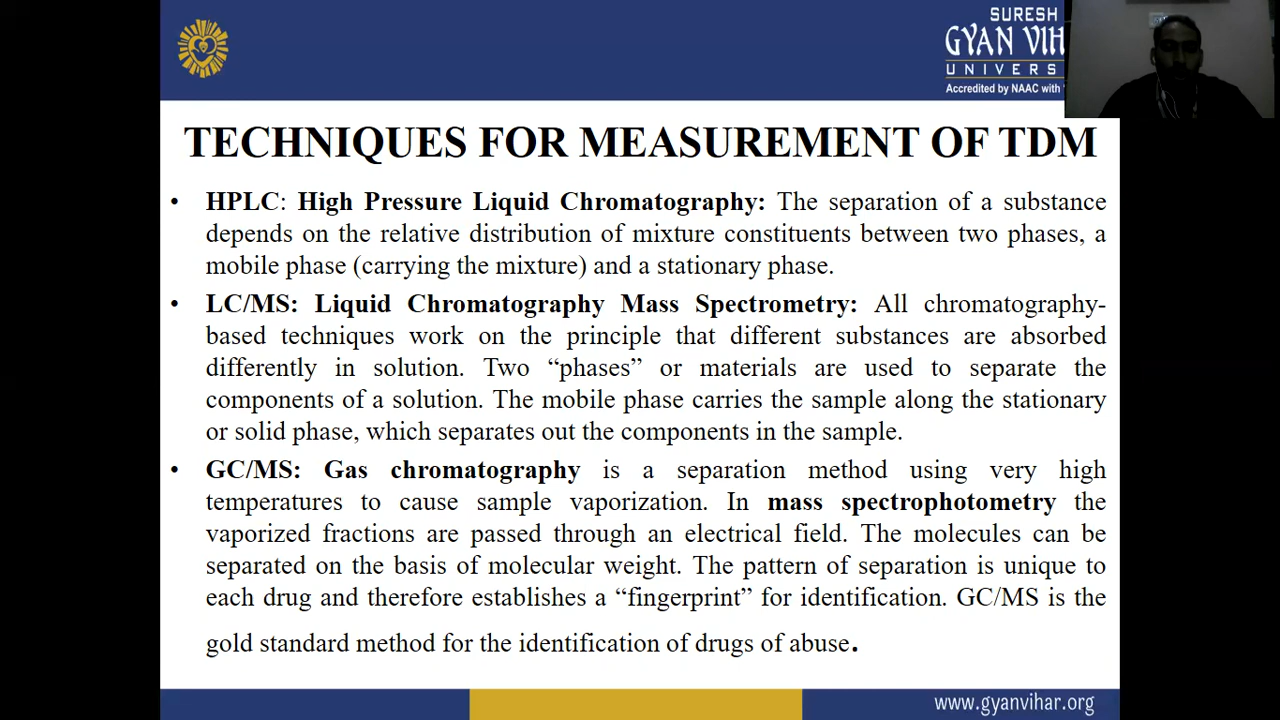 SURESH
GYAN VIH
UNIVERS
Accredited by NAAC with
TECHNIQUES FOR MEASUREMENT OF TDM
• HPLC: High Pressure Liquid Chromatography: The separation of a substance
depends on the relative distribution of mixture constituents between two phases, a
mobile phase (carrying the mixture) and a stationary phase.
• LC/MS: Liquid Chromatography Mass Spectrometry: All chromatography-
based techniques work on the principle that different substances are absorbed
differently in solution. Two “phases” or materials are used to separate the
components of a solution. The mobile phase carries the sample along the stationary
or solid phase, which separates out the components in the sample.
• GC/MS: Gas chromatography is a separation method using very high
temperatures to cause sample vaporization. In mass spectrophotometry the
vaporized fractions are passed through an electrical field. The molecules can be
separated on the basis of molecular weight. The pattern of separation is unique to
each drug and therefore establishes a “fingerprint” for identification. GC/MS is the
gold standard method for the identification of drugs of abuse.
www.gyanvihar.org